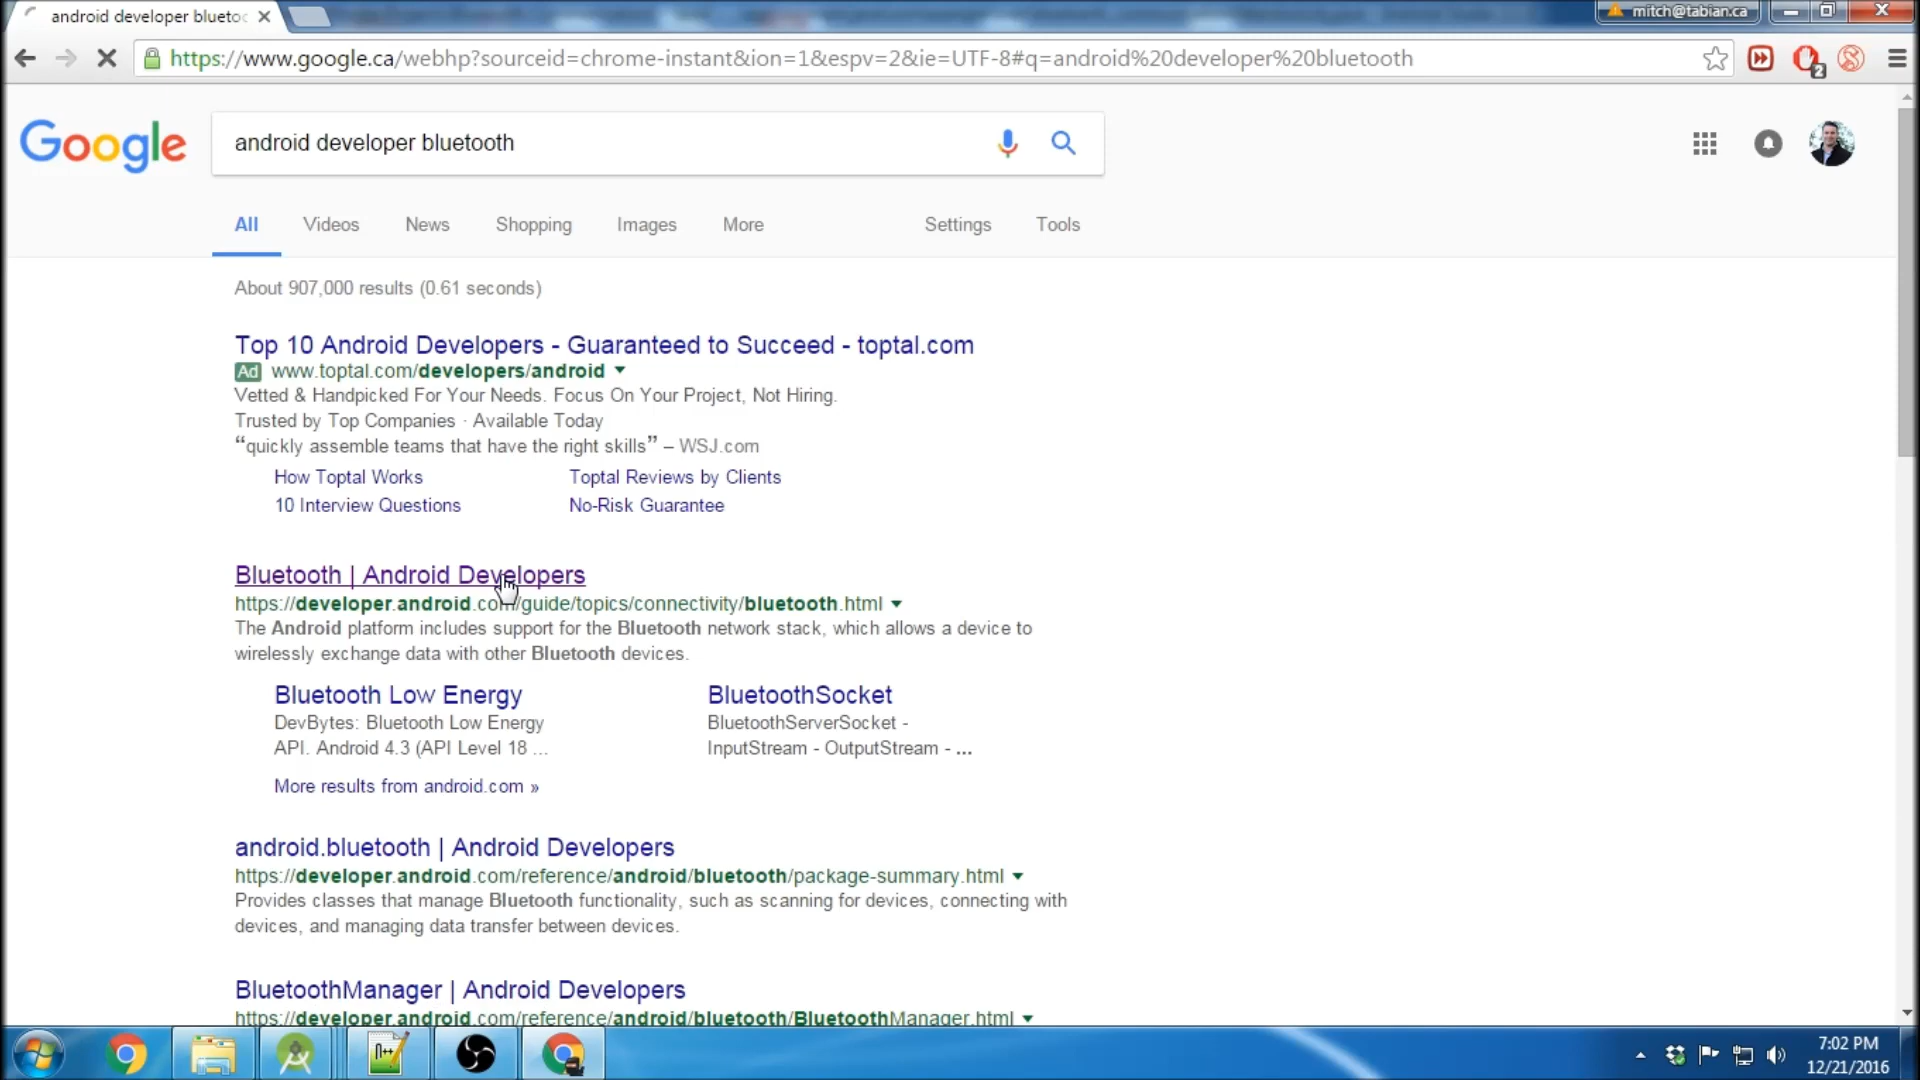 android developer bluetoo
mitch@tabian.ca
https://www.google.ca/webhp?sourceid=chrome-instant&ion=1&espv=2&ie=UTF-8#q=android%20developer%20bluetooth
2
Google
android developer bluetooth
All Videos News Shopping Images More Settings Tools
About 907,000 results (0.61 seconds)
Top 10 Android Developers - Guaranteed to Succeed - toptal.com
Ad www.toptal.com/developers/android
Vetted & Handpicked For Your Needs. Focus On Your Project, Not Hiring.
Trusted by Top Companies · Available Today
“quickly assemble teams that have the right skills” – WSJ.com
How Toptal Works Toptal Reviews by Clients
10 Interview Questions No-Risk Guarantee
Bluetooth | Android Developers
https://developer.android.com/guide/topics/connectivity/bluetooth.html
The Android platform includes support for the Bluetooth network stack, which allows a device to
wirelessly exchange data with other Bluetooth devices.
Bluetooth Low Energy BluetoothSocket
DevBytes: Bluetooth Low Energy BluetoothServerSocket -
API. Android 4.3 (API Level 18 ... InputStream - OutputStream - ...
More results from android.com »
android.bluetooth | Android Developers
https://developer.android.com/reference/android/bluetooth/package-summary.html
Provides classes that manage Bluetooth functionality, such as scanning for devices, connecting with
devices, and managing data transfer between devices.
BluetoothManager | Android Developers
https://developer.android.com/reference/android/bluetooth/BluetoothManager.html
7:02 PM
12/21/2016